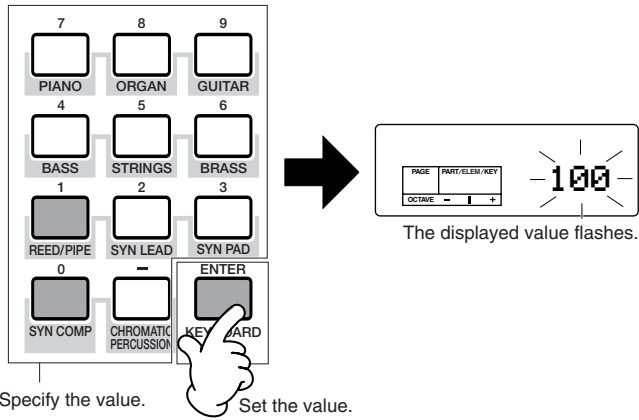 7 8 9
PIANO ORGAN GUITAR
4 5 6
BASS STRINGS BRASS
1 2 3
REED/PIPE SYN LEAD SYN PAD
0 – ENTER
SYN COMP CHROMATIC PERCUSSION KEYBOARD
Specify the value.
Set the value.
PAGE PART/ELEM/KEY
OCTAVE – +
100
The displayed value flashes.